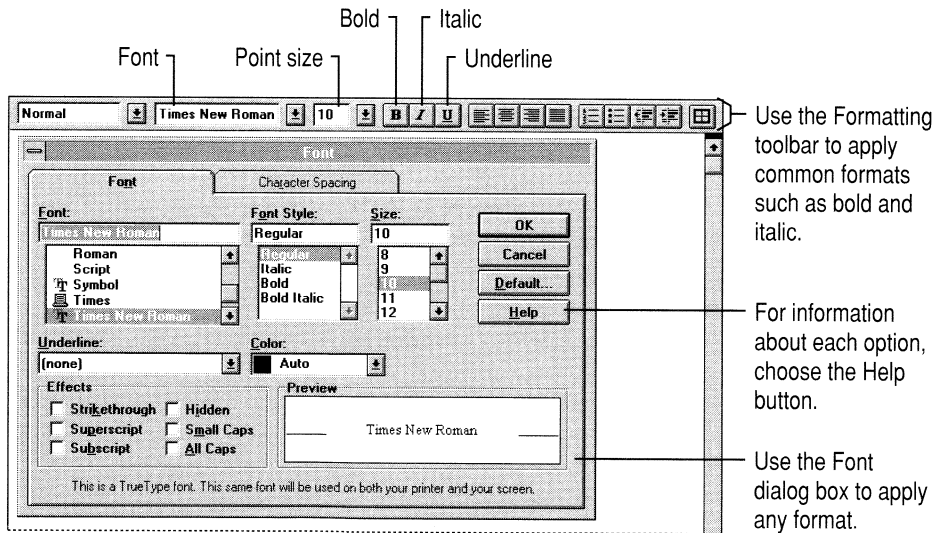 Bold
Italic
Font
Point size
Underline
Normal
Times New Roman
10
B I U
Use the Formatting
toolbar to apply
common formats
such as bold and
italic.
Font
Font
Character Spacing
Font:
Times New Roman
Roman
Script
Symbol
Times
Times New Roman
Font Style:
Regular
Regular
Italic
Bold
Bold Italic
Size:
10
8
9
10
11
12
OK
Cancel
Default...
Help
For information
about each option,
choose the Help
button.
Underline:
(none)
Color:
Auto
Effects
Strikethrough
Hidden
Superscript
Small Caps
Subscript
All Caps
Preview
Times New Roman
This is a TrueType font. This same font will be used on both your printer and your screen.
Use the Font
dialog box to apply
any format.